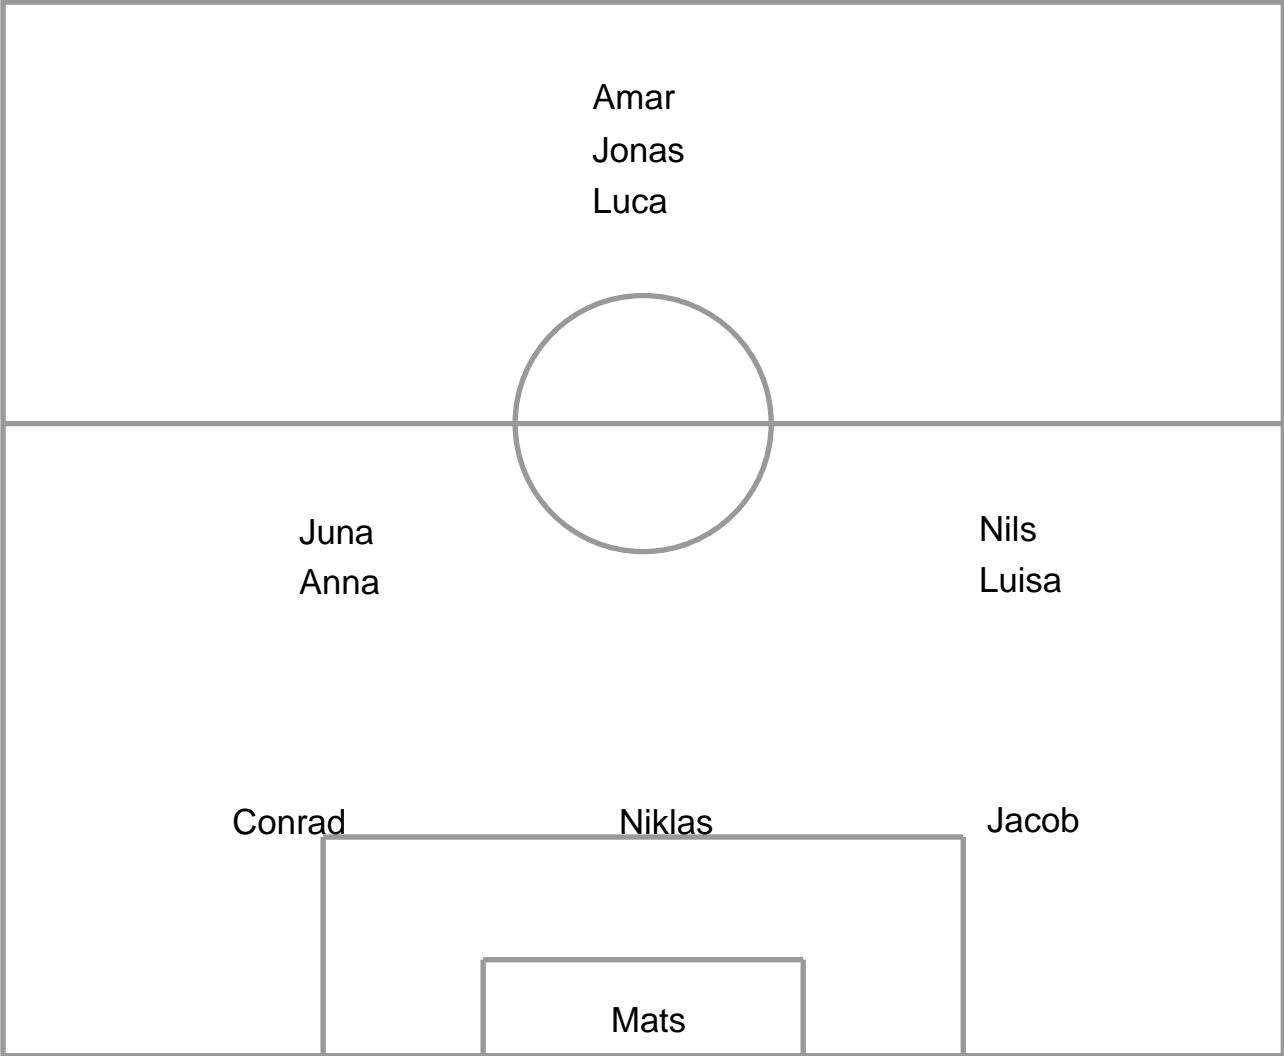 Amar
Jonas
Luca
Juna
Anna
Nils
Luisa
Conrad
Niklas
Jacob
Mats